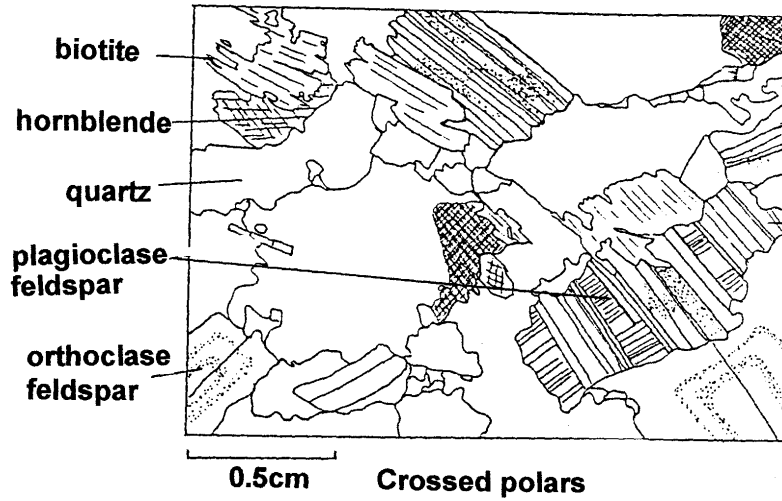 biotite
hornblende
quartz
plagioclase
feldspar
orthoclase
feldspar
0.5cm
Crossed polars